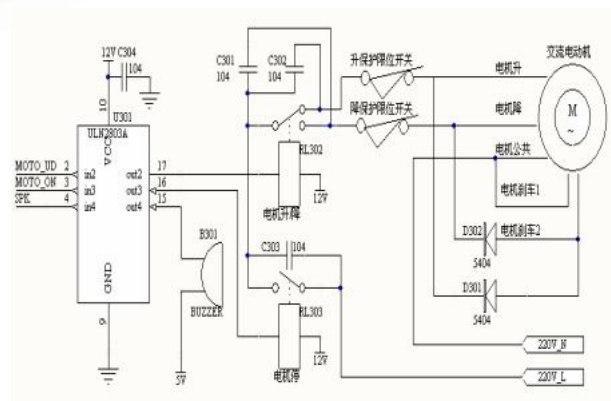 12V C304
104
10
U301
ULN2803A
VCC
MOTO_UD 2 in2
MOTO_ON 3 in3
SPK 4 in4
out2 17
out3 16
out4 15
GND
9
B301
BUZZER
5V
C301
104
C302
104
RL302
电机升/降
12V
C303 104
RL303
电机停
12V
升保护限位开关
降保护限位开关
交流电动机
M
~
电机升
电机降
电机公共
电机刹车1
电机刹车2
D302
5404
D301
5404
220V_N
220V_L